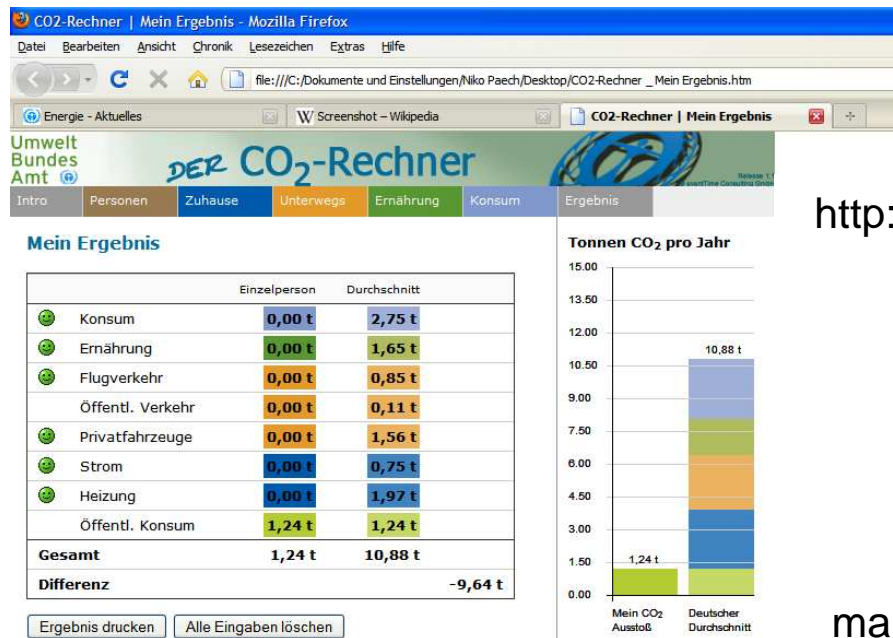 CO2-Rechner | Mein Ergebnis - Mozilla Firefox
Datei Bearbeiten Ansicht Chronik Lesezeichen Extras Hilfe
file:///C:/Dokumente und Einstellungen/Niko Paech/Desktop/CO2-Rechner _Mein Ergebnis.htm
Energie - Aktuelles W Screenshot – Wikipedia CO2-Rechner | Mein Ergebnis
Umwelt
Bundes
Amt
DER CO2-Rechner
Release 1.
Intro Personen Zuhause Unterwegs Ernährung Konsum Ergebnis
http:
Mein Ergebnis
Einzelperson Durchschnitt
Konsum 0,00 t 2,75 t
Ernährung 0,00 t 1,65 t
Flugverkehr 0,00 t 0,85 t
Öffentl. Verkehr 0,00 t 0,11 t
Privatfahrzeuge 0,00 t 1,56 t
Strom 0,00 t 0,75 t
Heizung 0,00 t 1,97 t
Öffentl. Konsum 1,24 t 1,24 t
Gesamt 1,24 t 10,88 t
Differenz -9,64 t
Ergebnis drucken Alle Eingaben löschen
Tonnen CO2 pro Jahr
15.00
13.50
12.00
10,88 t
10.50
9.00
7.50
6.00
4.50
3.00
1.50
1,24 t
0.00
Mein CO2 Deutscher
Ausstoß Durchschnitt
ma